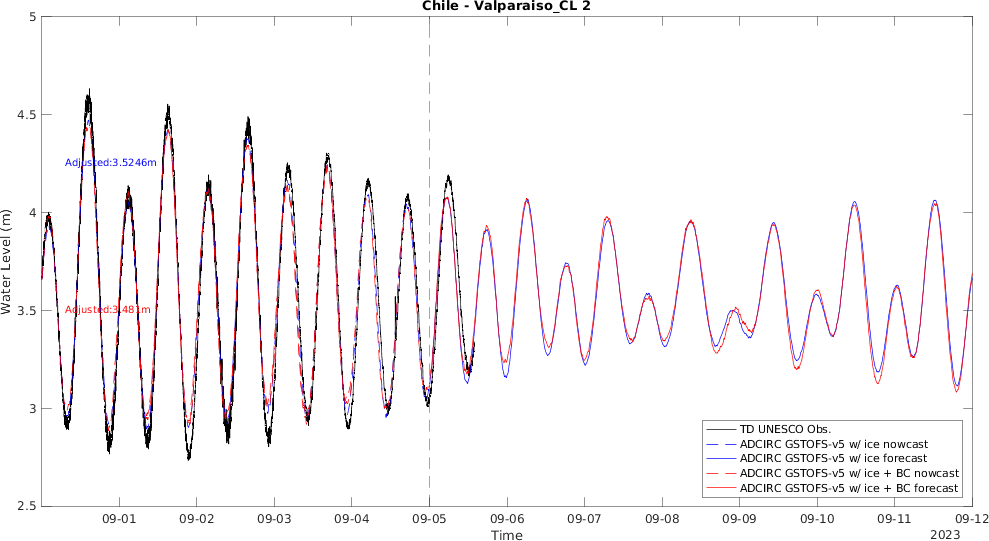 Chile - Valparaiso_CL 2
5
4.5
4
3.5
3
2.5
Water Level (m)
Adjusted:3.5246m
Adjusted:3.481m
TD UNESCO Obs.
ADCIRC GSTOFS-v5 w/ ice nowcast
ADCIRC GSTOFS-v5 w/ ice forecast
ADCIRC GSTOFS-v5 w/ ice + BC nowcast
ADCIRC GSTOFS-v5 w/ ice + BC forecast
09-01 09-02 09-03 09-04 09-05 09-06 09-07 09-08 09-09 09-10 09-11 09-12
Time
2023